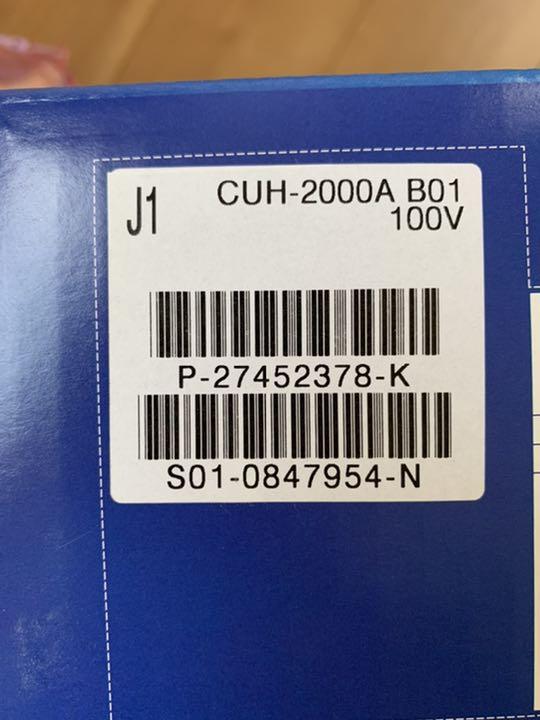 J1 CUH-2000A B01
100V
P-27452378-K
S01-0847954-N